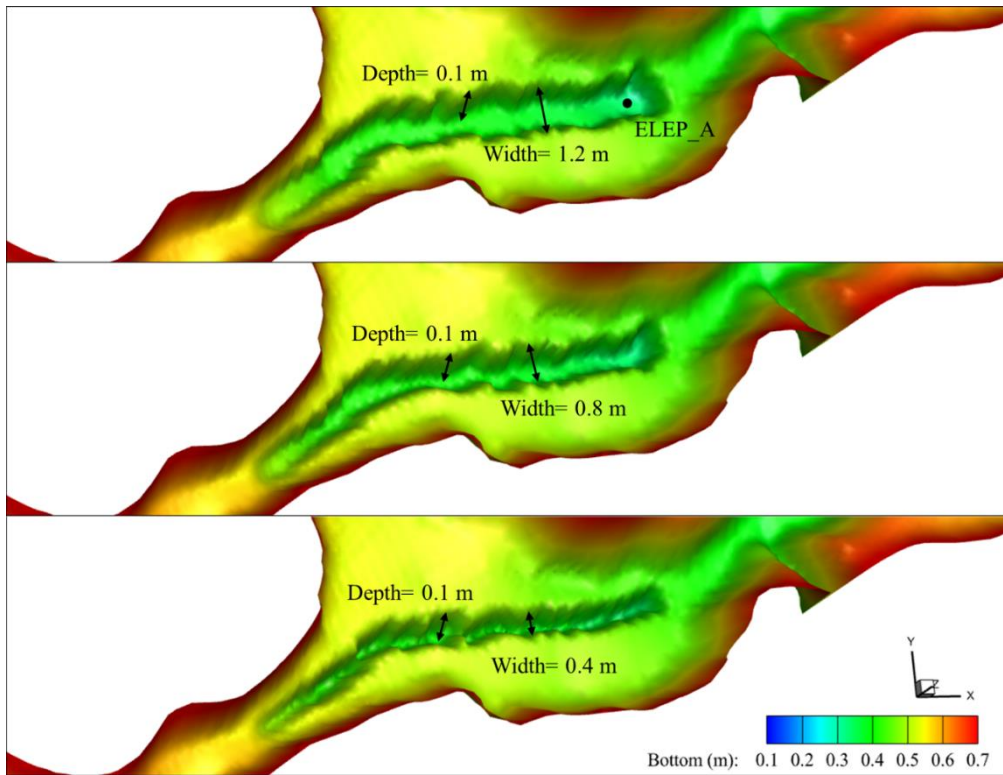 Depth= 0.1 m
ELEP_A
Width= 1.2 m
Depth= 0.1 m
Width= 0.8 m
Depth= 0.1 m
Width= 0.4 m
Y
Z
X
Bottom (m): 0.1 0.2 0.3 0.4 0.5 0.6 0.7